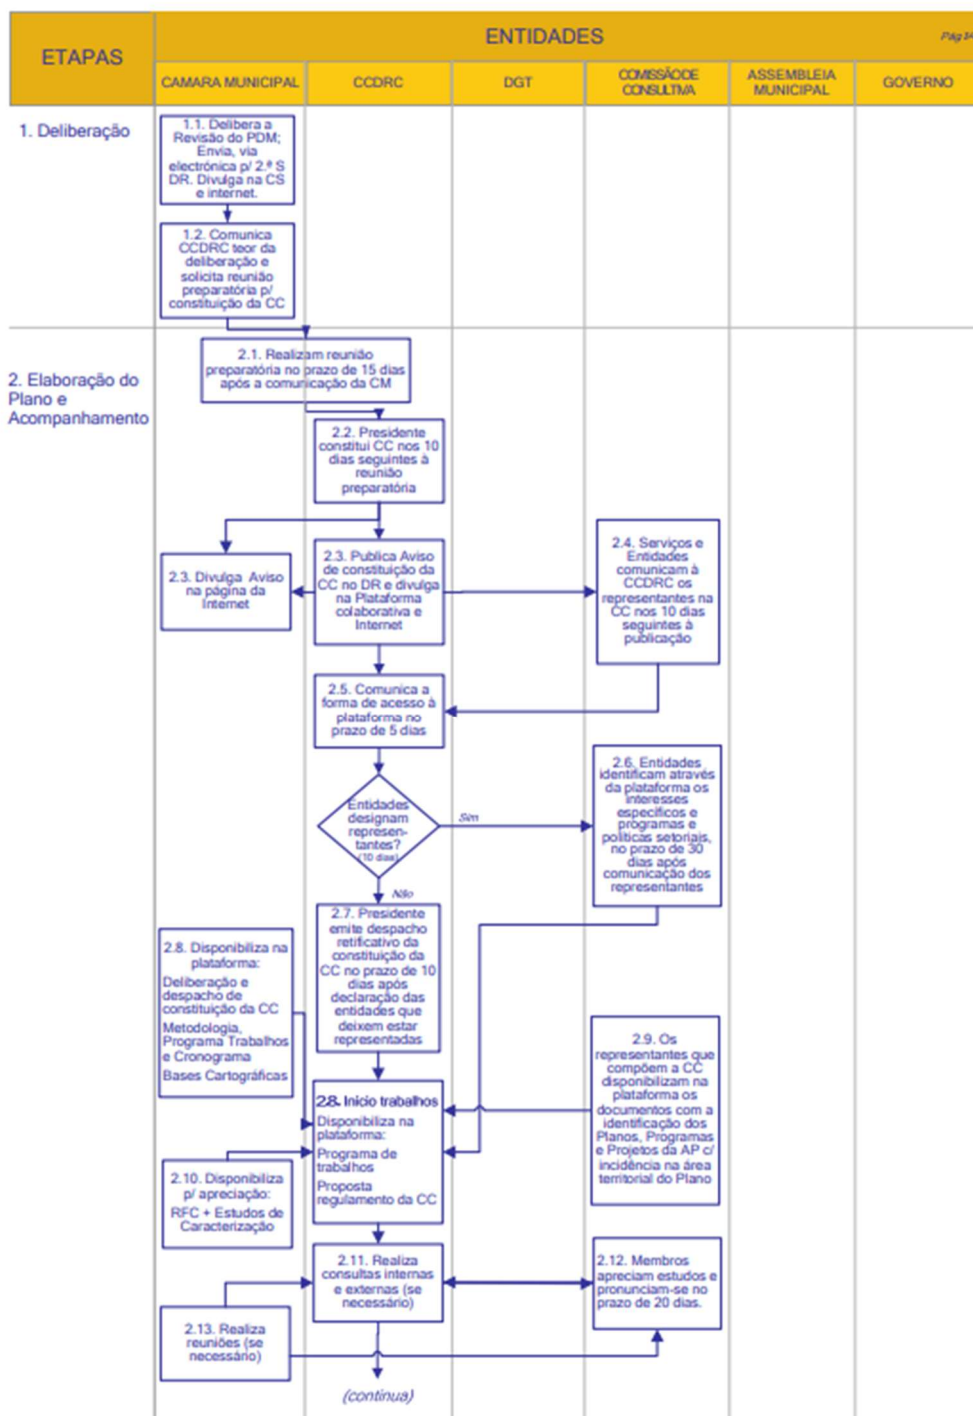 ETAPAS
ENTIDADES
CAMARA MUNICIPAL
CCDRC
DGT
COMISSÃO DE
CONSULTIVA
ASSEMBLEIA
MUNICIPAL
GOVERNO
1. Deliberação
1.1. Delibera a
Revisão do PDM;
Envia, via
electrónica p/ 2.ª S
DR. Divulga na CS
e internet.
1.2. Comunica
CCDRC teor da
deliberação e
solicita reunião
preparatória p/
constituição da CC
2. Elaboração do
Plano e
Acompanhamento
2.1. Realizam reunião
preparatória no prazo de 15 dias
após a comunicação da CM
2.2. Presidente
constitui CC nos 10
dias seguintes à
reunião
preparatória
2.3. Divulga Aviso
na página da
Internet
2.3. Publica Aviso
de constituição da
CC no DR e divulga
na Plataforma
colaborativa e
Internet
2.4. Serviços e
Entidades
comunicam à
CCDRC os
representantes na
CC nos 10 dias
seguintes à
publicação
2.5. Comunica a
forma de acesso à
plataforma no
prazo de 5 dias
Entidades
designam
represen-
tantes?
(10 dias)
Sim
Não
2.6. Entidades
identificam através
da plataforma os
interesses
específicos e
programas e
políticas setoriais,
no prazo de 30
dias após
comunicação dos
representantes
2.7. Presidente
emite despacho
retificativo da
constituição da
CC no prazo de 10
dias após
declaração das
entidades que
deixem estar
representadas
2.8. Disponibiliza na
plataforma:
Deliberação e
despacho de
constituição da CC
Metodologia,
Programa Trabalhos
e Cronograma
Bases Cartográficas
2.9. Os
representantes que
compõem a CC
disponibilizam na
plataforma os
documentos com a
identificação dos
Planos, Programas
e Projetos da AP c/
incidência na área
territorial do Plano
2.8. Início trabalhos
Disponibiliza na
plataforma:
Programa de
trabalhos
Proposta
regulamento da CC
2.10. Disponibiliza
p/ apreciação:
RFC + Estudos de
Caracterização
2.11. Realiza
consultas internas
e externas (se
necessário)
2.12. Membros
apreciam estudos e
pronunciam-se no
prazo de 20 dias.
2.13. Realiza
reuniões (se
necessário)
(continua)